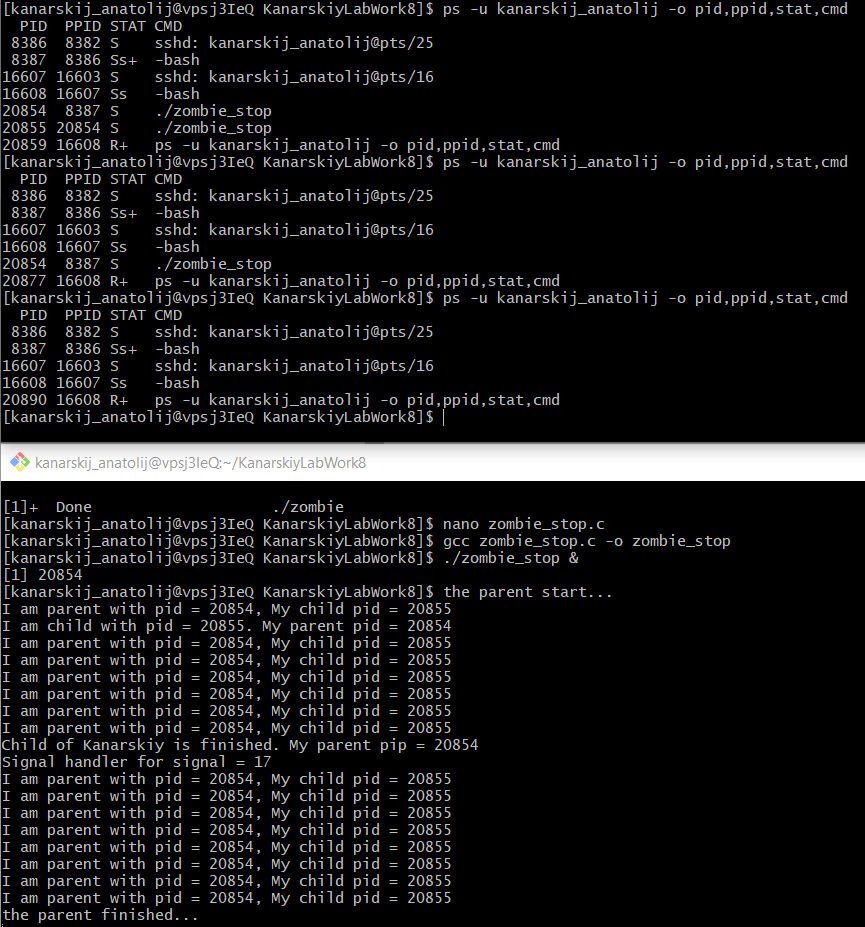 [kanarskij_anatolij@vpsj3IeQ KanarskiyLabWork8]$ ps -u kanarskij_anatolij -o pid,ppid,stat,cmd
  PID  PPID STAT CMD
 8386  8382 S    sshd: kanarskij_anatolij@pts/25
 8387  8386 Ss+  -bash
16607 16603 S    sshd: kanarskij_anatolij@pts/16
16608 16607 Ss   -bash
20854  8387 S    ./zombie_stop
20855 20854 S    ./zombie_stop
20859 16608 R+   ps -u kanarskij_anatolij -o pid,ppid,stat,cmd
[kanarskij_anatolij@vpsj3IeQ KanarskiyLabWork8]$ ps -u kanarskij_anatolij -o pid,ppid,stat,cmd
  PID  PPID STAT CMD
 8386  8382 S    sshd: kanarskij_anatolij@pts/25
 8387  8386 Ss+  -bash
16607 16603 S    sshd: kanarskij_anatolij@pts/16
16608 16607 Ss   -bash
20854  8387 S    ./zombie_stop
20877 16608 R+   ps -u kanarskij_anatolij -o pid,ppid,stat,cmd
[kanarskij_anatolij@vpsj3IeQ KanarskiyLabWork8]$ ps -u kanarskij_anatolij -o pid,ppid,stat,cmd
  PID  PPID STAT CMD
 8386  8382 S    sshd: kanarskij_anatolij@pts/25
 8387  8386 Ss+  -bash
16607 16603 S    sshd: kanarskij_anatolij@pts/16
16608 16607 Ss   -bash
20890 16608 R+   ps -u kanarskij_anatolij -o pid,ppid,stat,cmd
[kanarskij_anatolij@vpsj3IeQ KanarskiyLabWork8]$
kanarskij_anatolij@vpsj3IeQ:~/KanarskiyLabWork8
[1]+  Done                    ./zombie
[kanarskij_anatolij@vpsj3IeQ KanarskiyLabWork8]$ nano zombie_stop.c
[kanarskij_anatolij@vpsj3IeQ KanarskiyLabWork8]$ gcc zombie_stop.c -o zombie_stop
[kanarskij_anatolij@vpsj3IeQ KanarskiyLabWork8]$ ./zombie_stop &
[1] 20854
[kanarskij_anatolij@vpsj3IeQ KanarskiyLabWork8]$ the parent start...
I am parent with pid = 20854, My child pid = 20855
I am child with pid = 20855. My parent pid = 20854
I am parent with pid = 20854, My child pid = 20855
I am parent with pid = 20854, My child pid = 20855
I am parent with pid = 20854, My child pid = 20855
I am parent with pid = 20854, My child pid = 20855
I am parent with pid = 20854, My child pid = 20855
I am parent with pid = 20854, My child pid = 20855
Child of Kanarskiy is finished. My parent pip = 20854
Signal handler for signal = 17
I am parent with pid = 20854, My child pid = 20855
I am parent with pid = 20854, My child pid = 20855
I am parent with pid = 20854, My child pid = 20855
I am parent with pid = 20854, My child pid = 20855
I am parent with pid = 20854, My child pid = 20855
I am parent with pid = 20854, My child pid = 20855
I am parent with pid = 20854, My child pid = 20855
I am parent with pid = 20854, My child pid = 20855
the parent finished...